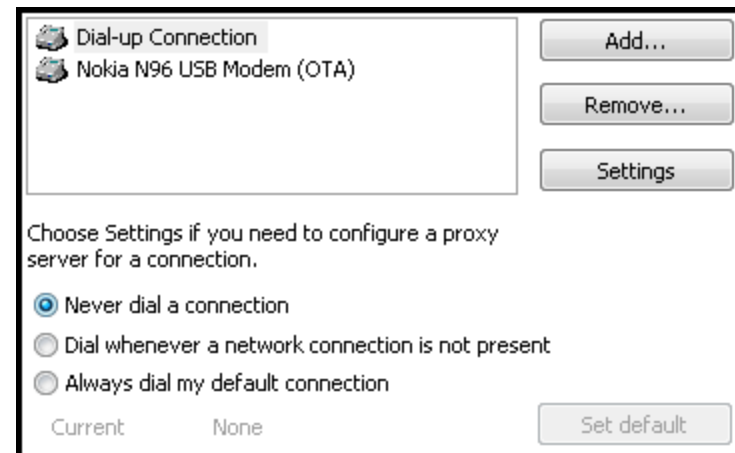 Dial-up Connection
Add...
Nokia N96 USB Modem (OTA)
Remove...
Settings
Choose Settings if you need to configure a proxy
server for a connection.
Never dial a connection
Dial whenever a network connection is not present
Always dial my default connection
Current None
Set default